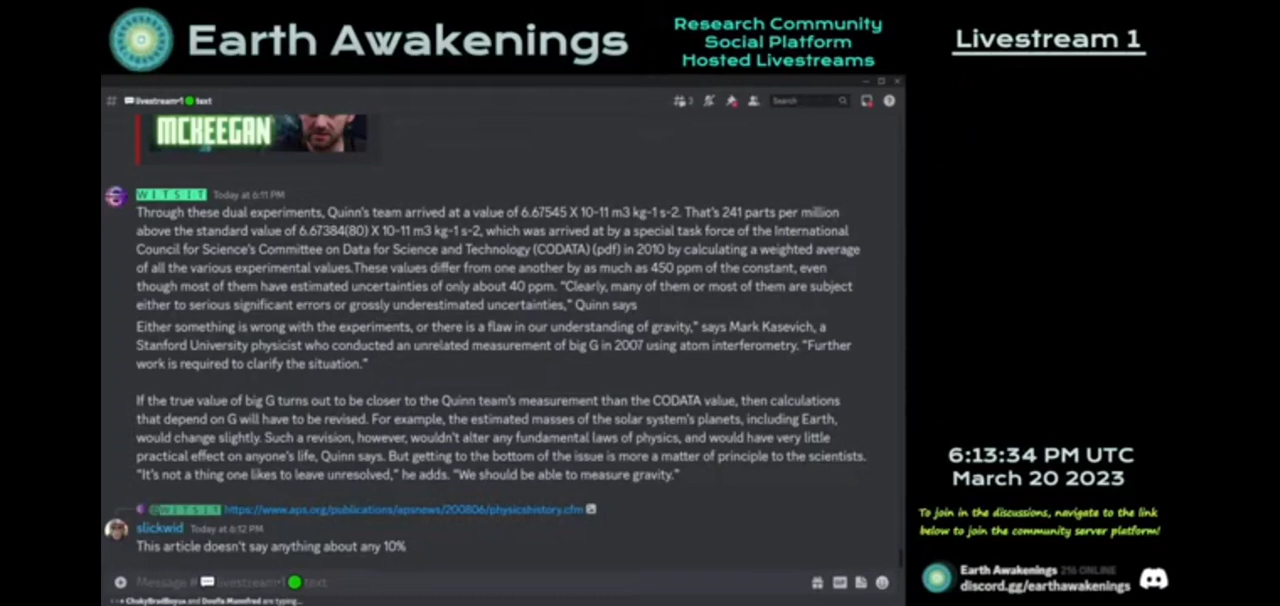 Earth Awakenings
Research Community
Social Platform
Hosted Livestreams
Livestream 1
# livestream-1 text
3
Search
MCKEEGAN
WITSIT Today at 6:11 PM
Through these dual experiments, Quinn's team arrived at a value of 6.67545 X 10-11 m3 kg-1 s-2. That's 241 parts per million
above the standard value of 6.67384(80) X 10-11 m3 kg-1 s-2, which was arrived at by a special task force of the International
Council for Science's Committee on Data for Science and Technology (CODATA) (pdf) in 2010 by calculating a weighted average
of all the various experimental values.These values differ from one another by as much as 450 ppm of the constant, even
though most of them have estimated uncertainties of only about 40 ppm. "Clearly, many of them or most of them are subject
either to serious significant errors or grossly underestimated uncertainties," Quinn says
Either something is wrong with the experiments, or there is a flaw in our understanding of gravity," says Mark Kasevich, a
Stanford University physicist who conducted an unrelated measurement of big G in 2007 using atom interferometry. "Further
work is required to clarify the situation."
If the true value of big G turns out to be closer to the Quinn team's measurement than the CODATA value, then calculations
that depend on G will have to be revised. For example, the estimated masses of the solar system's planets, including Earth,
would change slightly. Such a revision, however, wouldn't alter any fundamental laws of physics, and would have very little
practical effect on anyone's life, Quinn says. But getting to the bottom of the issue is more a matter of principle to the scientists.
"It's not a thing one likes to leave unresolved," he adds. "We should be able to measure gravity."
@WITSIT https://www.aps.org/publications/apsnews/200806/physicshistory.cfm
slickwid Today at 6:12 PM
This article doesn't say anything about any 10%
Message # livestream-1 text
GIF
and are typing...
6:13:34 PM UTC
March 20 2023
To join in the discussions, navigate to the link
below to join the community server platform!
Earth Awakenings 216 ONLINE
discord.gg/earthawakenings